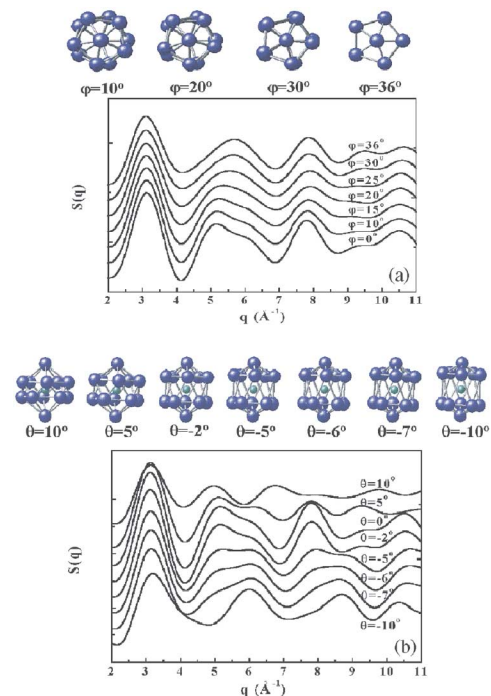 φ=10° φ=20° φ=30° φ=36°
S(q)
φ=36°
φ=30°
φ=25°
φ=20°
φ=15°
φ=10°
φ=0°
(a)
2 3 4 5 6 7 8 9 10 11
q (Å⁻¹)
θ=10° θ=5° θ=-2° θ=-5° θ=-6° θ=-7° θ=-10°
S(q)
θ=10°
θ=5°
θ=0°
θ=-2°
θ=-5°
θ=-6°
θ=-7°
θ=-10°
(b)
2 3 4 5 6 7 8 9 10 11
q (Å⁻¹)